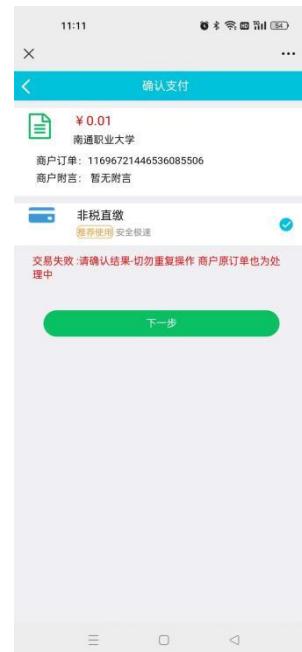 11:11
HD 5G 54
确认支付
¥ 0.01
南通职业大学
商户订单：11696721446536085506
商户附言：暂无附言
非税直缴
推荐使用 安全极速
交易失败 :请确认结果-切勿重复操作 商户原订单也为处
理中
下一步